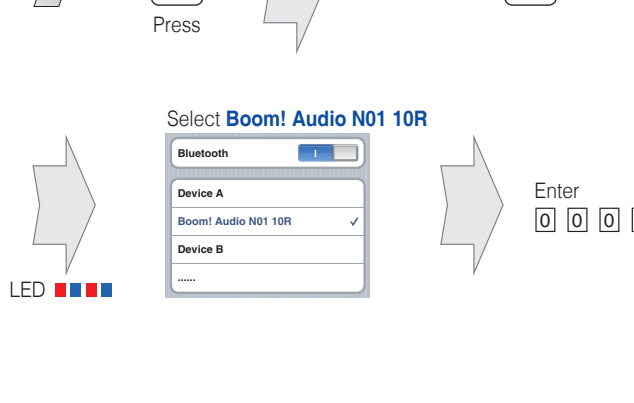 Press
Select Boom! Audio N01 10R
Bluetooth
I
Device A
Boom! Audio N01 10R ✓
Device B
......
Enter
0 0 0
LED